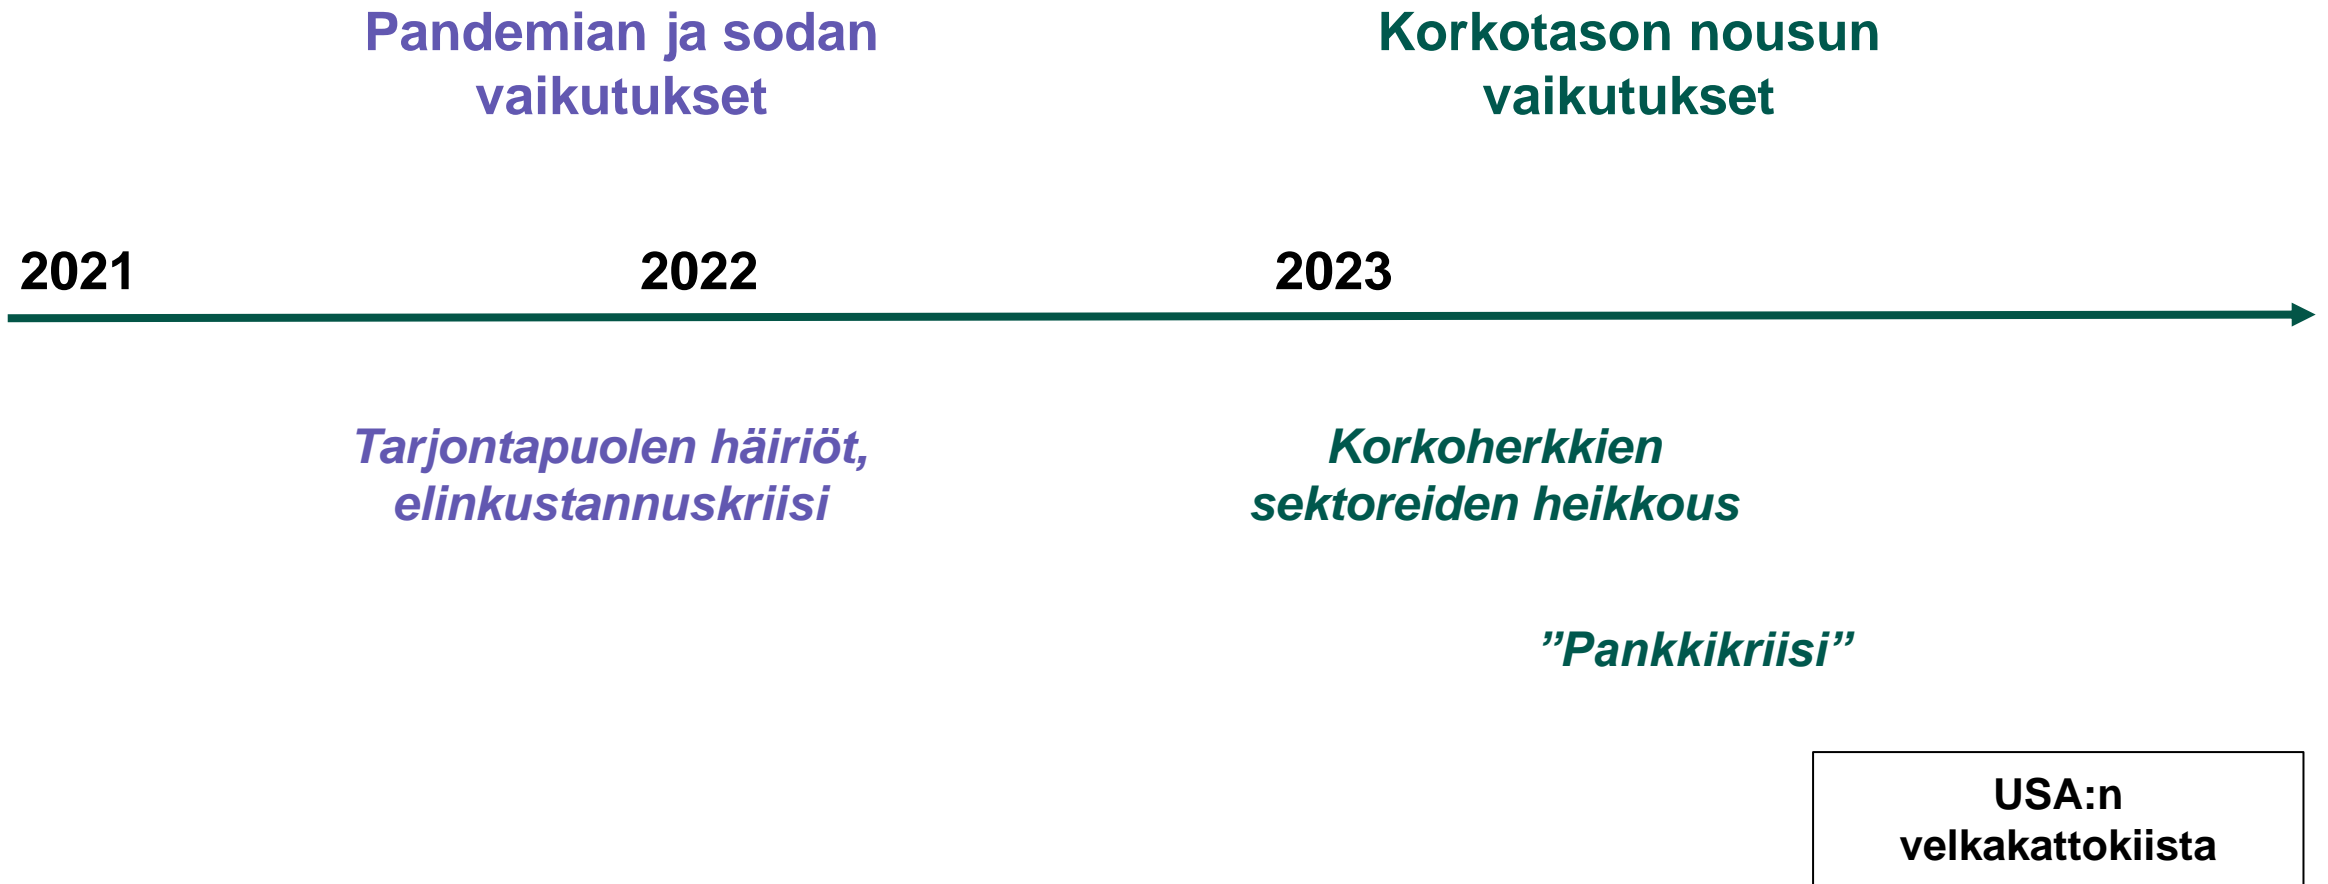 Pandemian ja sodan
vaikutukset
Korkotason nousun
vaikutukset
2021
2022
2023
Tarjontapuolen häiriöt,
elinkustannuskriisi
Korkoherkkien
sektoreiden heikkous
”Pankkikriisi”
USA:n
velkakattokiista